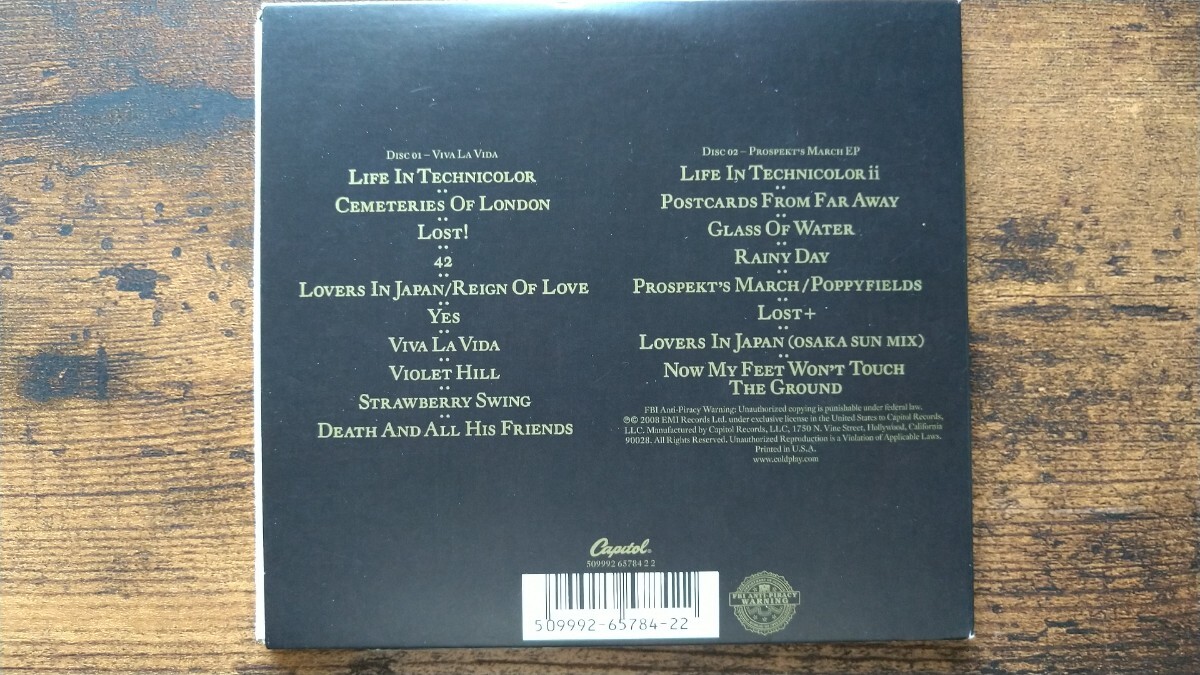 Disc 01 – Viva La Vida
Life In Technicolor
Cemeteries Of London
Lost!
42
Lovers In Japan/Reign Of Love
Yes
Viva La Vida
Violet Hill
Strawberry Swing
Death And All His Friends
Disc 02 – Prospekt's March EP
Life In Technicolor ii
Postcards From Far Away
Glass Of Water
Rainy Day
Prospekt's March/Poppyfields
Lost+
Lovers In Japan (Osaka Sun Mix)
Now My Feet Won't Touch
The Ground
FBI Anti-Piracy Warning: Unauthorized copying is punishable under federal law.
℗© 2008 EMI Records Ltd. under exclusive license in the United States to Capitol Records,
LLC. Manufactured by Capitol Records, LLC, 1750 N. Vine Street, Hollywood, California
90028. All Rights Reserved. Unauthorized Reproduction is a Violation of Applicable Laws.
Printed in U.S.A.
www.coldplay.com
Capitol®
509992 65784 2 2
509992-65784-22
FBI ANTI-PIRACY
WARNING